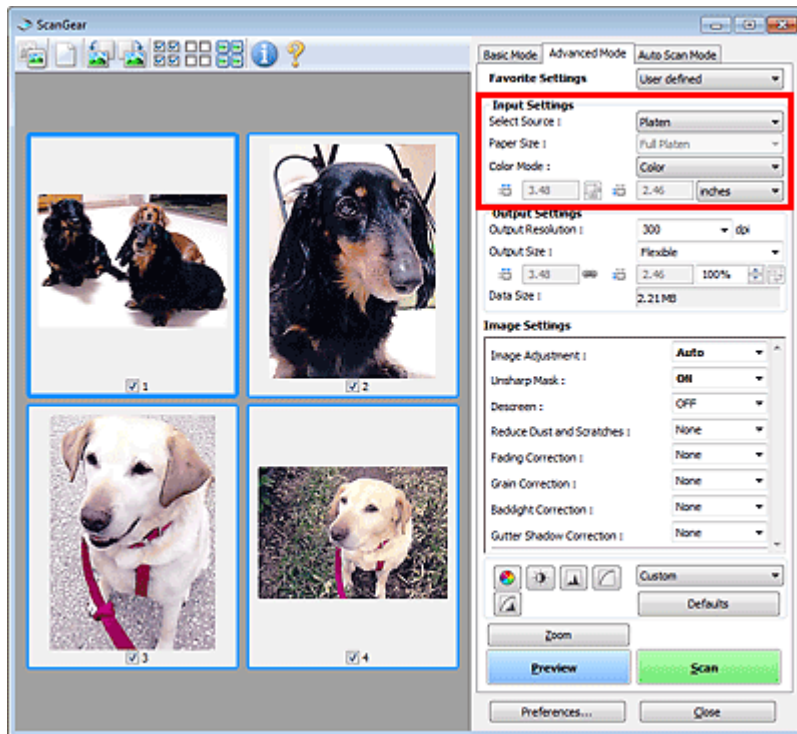 ScanGear
Basic Mode Advanced Mode Auto Scan Mode
Favorite Settings User defined
Input Settings
Select Source : Platen
Paper Size : Full Platen
Color Mode : Color
3.48 2.46 inches
Output Settings
Output Resolution : 300 dpi
Output Size : Flexible
3.48 2.46 100%
Data Size : 2.21MB
Image Settings
Image Adjustment : Auto
Unsharp Mask : ON
Descreen : OFF
Reduce Dust and Scratches : None
Fading Correction : None
Grain Correction : None
Backlight Correction : None
Gutter Shadow Correction : None
Custom
Defaults
Zoom
Preview Scan
Preferences... Close
1 2
3 4